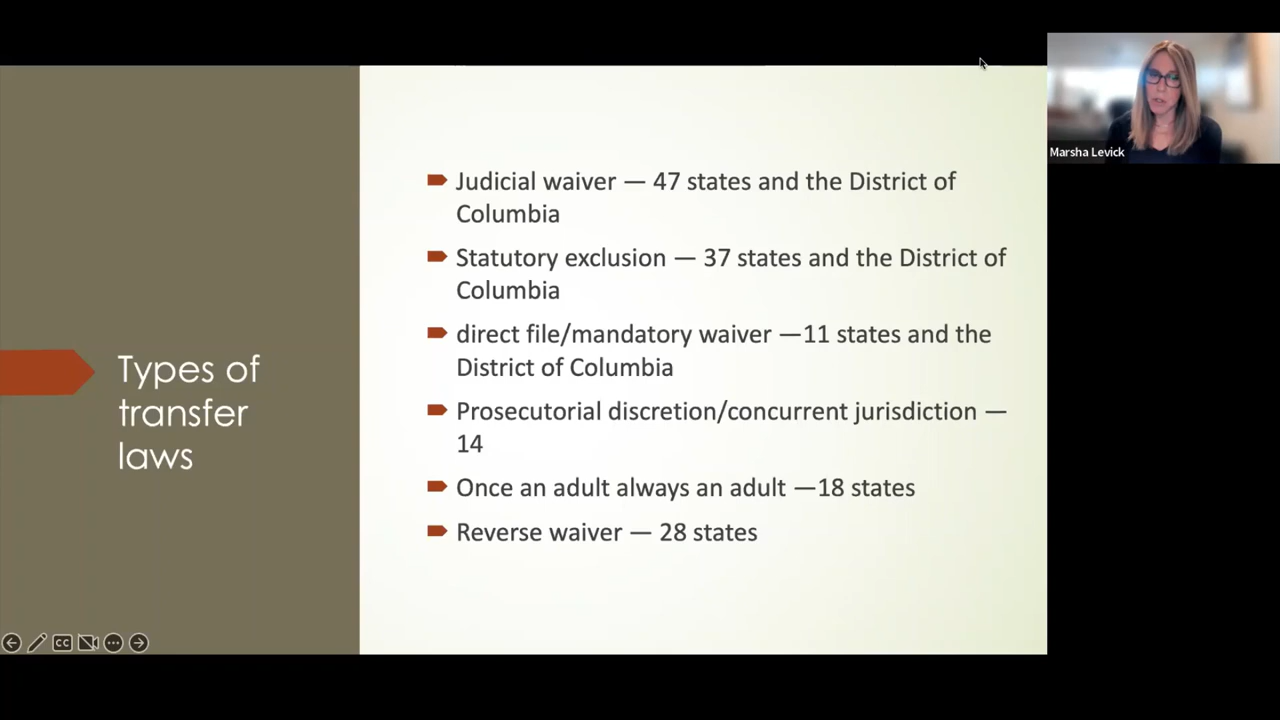 Types of
transfer
laws
Judicial waiver — 47 states and the District of
Columbia
Statutory exclusion — 37 states and the District of
Columbia
direct file/mandatory waiver —11 states and the
District of Columbia
Prosecutorial discretion/concurrent jurisdiction —
14
Once an adult always an adult —18 states
Reverse waiver — 28 states
Marsha Levick
CC